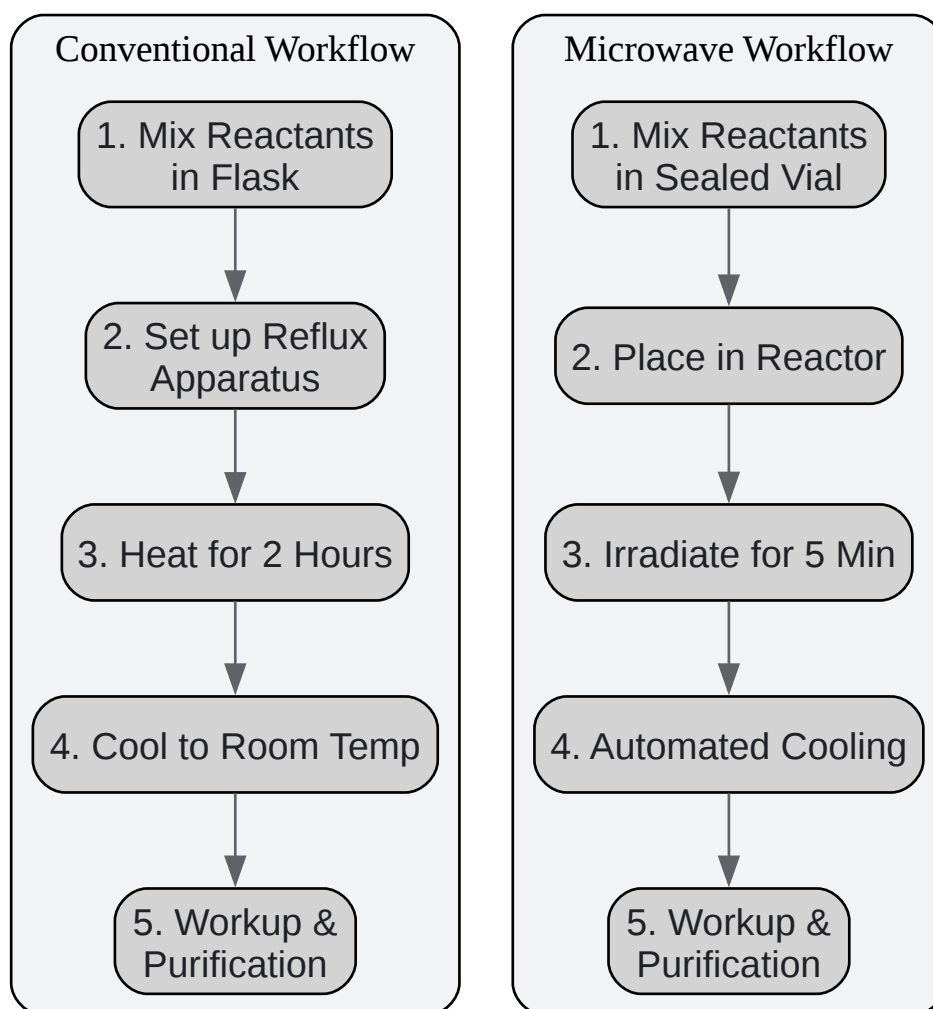 Conventional Workflow
1. Mix Reactants
in Flask
2. Set up Reflux
Apparatus
3. Heat for 2 Hours
4. Cool to Room Temp
5. Workup &
Purification
Microwave Workflow
1. Mix Reactants
in Sealed Vial
2. Place in Reactor
3. Irradiate for 5 Min
4. Automated Cooling
5. Workup &
Purification